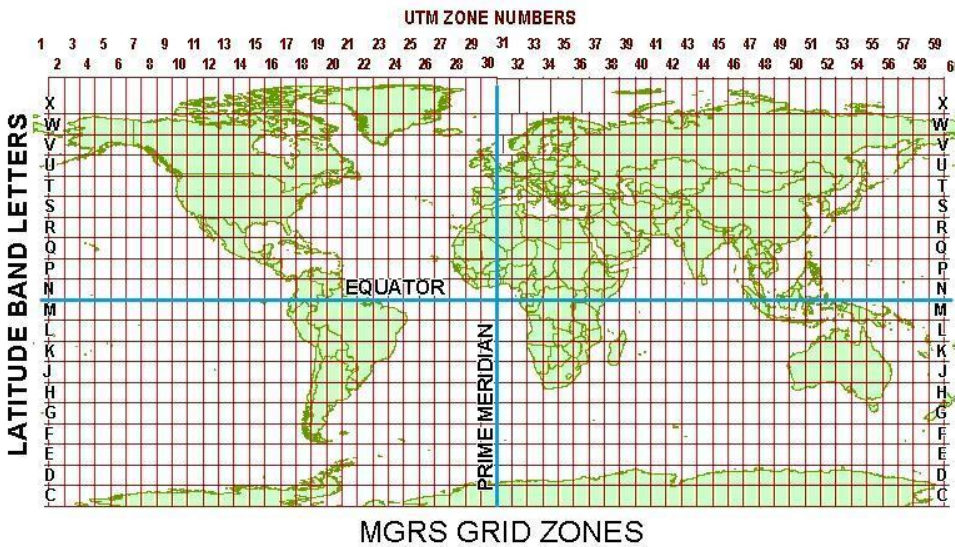 UTM ZONE NUMBERS
1 3 5 7 9 11 13 15 17 19 21 23 25 27 29 31 33 35 37 39 41 43 45 47 49 51 53 55 57 59
2 4 6 8 10 12 14 16 18 20 22 24 26 28 30 32 34 36 38 40 42 44 46 48 50 52 54 56 58 60
LATITUDE BAND LETTERS
X X
W W
V V
U U
T T
S S
R R
Q Q
P P
N EQUATOR N
M M
L L
K K
J J
H H
G G
F F
E E
D D
C C
PRIME MERIDIAN
MGRS GRID ZONES